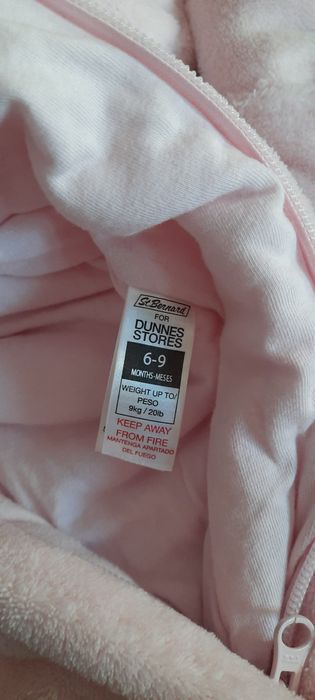 St. Bernard
FOR
DUNNES
STORES
6-9
MONTHS-MESES
WEIGHT UP TO/
PESO
9kg / 20lb
KEEP AWAY
FROM FIRE
MANTENGA APARTADO
DEL FUEGO